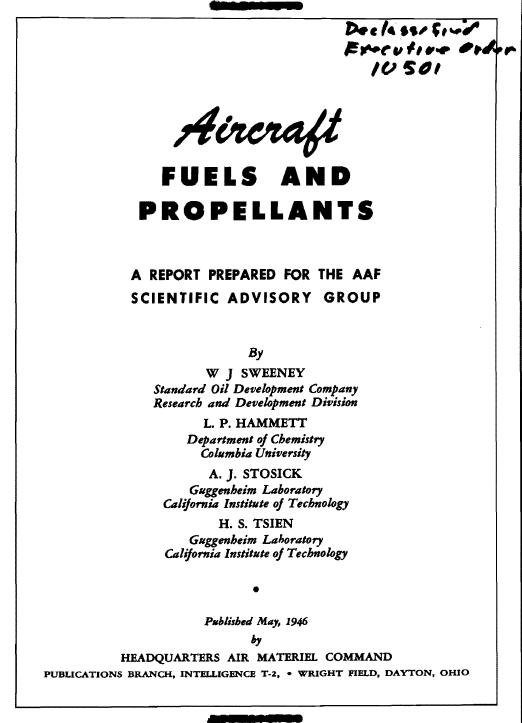 Declassified
Executive Order
10501
Aircraft
FUELS AND
PROPELLANTS
A REPORT PREPARED FOR THE AAF
SCIENTIFIC ADVISORY GROUP
By
W J SWEENEY
Standard Oil Development Company
Research and Development Division
L. P. HAMMETT
Department of Chemistry
Columbia University
A. J. STOSICK
Guggenheim Laboratory
California Institute of Technology
H. S. TSIEN
Guggenheim Laboratory
California Institute of Technology
•
Published May, 1946
by
HEADQUARTERS AIR MATERIEL COMMAND
PUBLICATIONS BRANCH, INTELLIGENCE T-2, • WRIGHT FIELD, DAYTON, OHIO